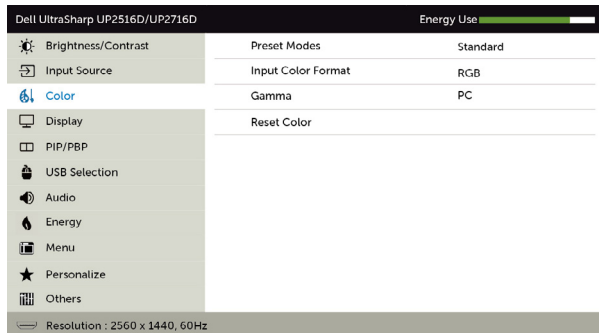 Dell UltraSharp UP2516D/UP2716D Energy Use
Brightness/Contrast
Input Source
Color
Display
PIP/PBP
USB Selection
Audio
Energy
Menu
Personalize
Others
Preset Modes Standard
Input Color Format RGB
Gamma PC
Reset Color
Resolution : 2560 x 1440, 60Hz